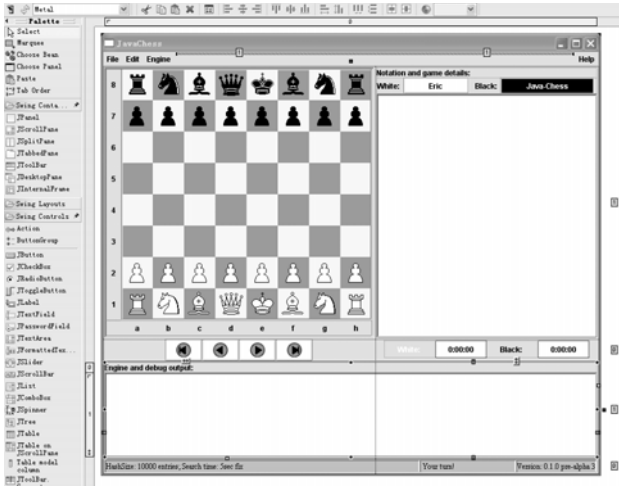 Metal
Palette
Select
Marquee
Choose Bean
Choose Panel
Paste
Tab Order
Swing Conta...
JPanel
JScrollPane
JSplitPane
JTabbedPane
JToolBar
JDesktopPane
JInternalFrame
Swing Layouts
Swing Controls
Action
ButtonGroup
JButton
JCheckBox
JRadioButton
JToggleButton
JLabel
JTextField
JPasswordField
JTextArea
JFormattedTex...
JSlider
JScrollBar
JList
JComboBox
JSpinner
JTree
JTable
JTable on
JScrollPane
Table model
column
JToolBar.
JavaChess
File Edit Engine Help
8
7
6
5
4
3
2
1
a b c d e f g h
Notation and game details:
White: Eric Black: Java-Chess
White: 0:00:00 Black: 0:00:00
Engine and debug output:
HashSize: 10000 entries, Search time: 5sec fix Your turn! Version: 0.1.0 pre-alpha 3